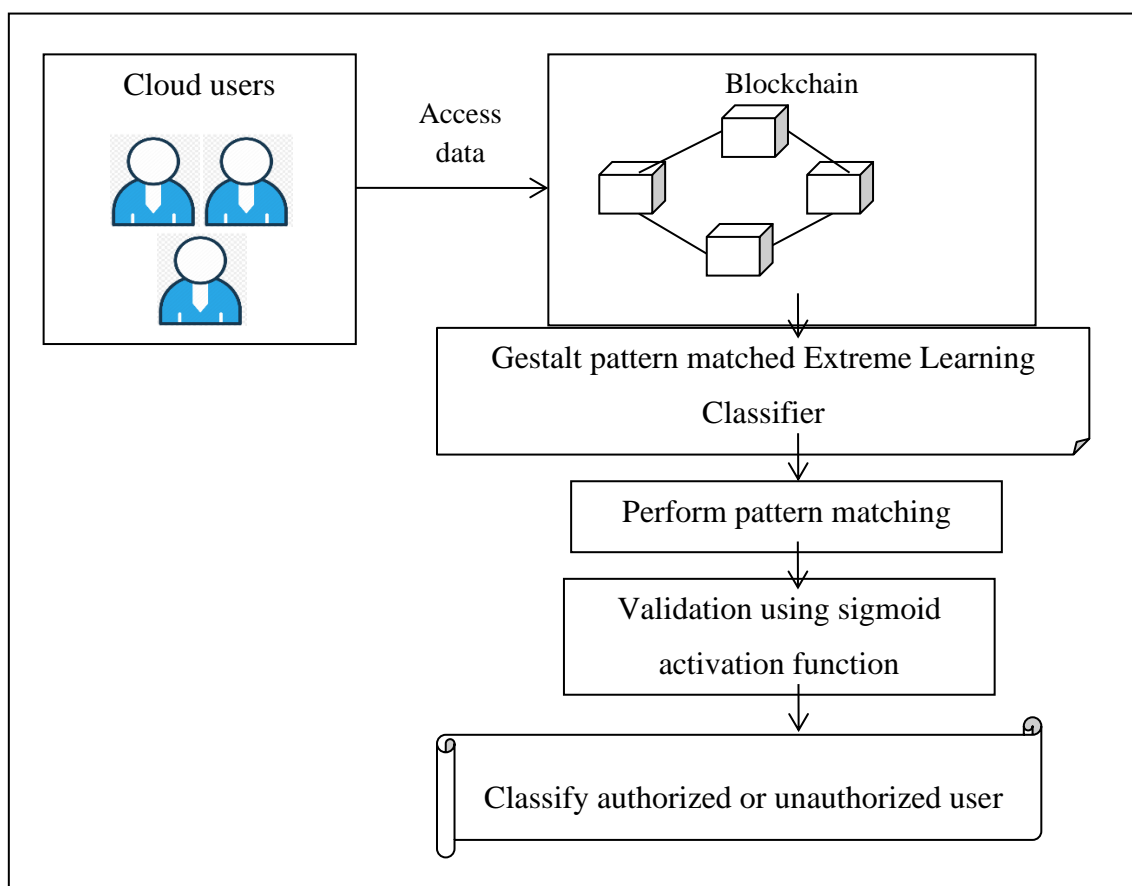 Cloud users
Access
data
Blockchain
Gestalt pattern matched Extreme Learning
Classifier
Perform pattern matching
Validation using sigmoid
activation function
Classify authorized or unauthorized user